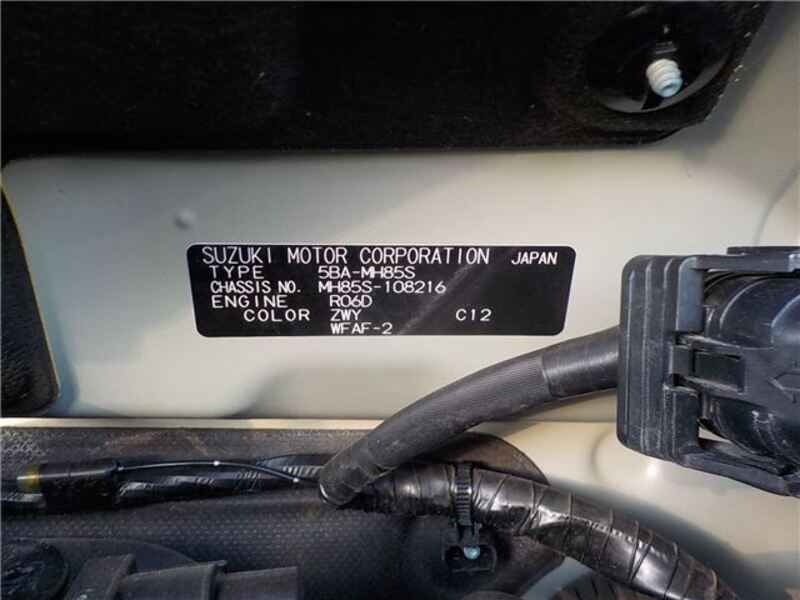 SUZUKI MOTOR CORPORATION JAPAN
TYPE 5BA-MH85S
CHASSIS NO. MH85S-108216
ENGINE R06D
COLOR ZWY C12
WFAF-2